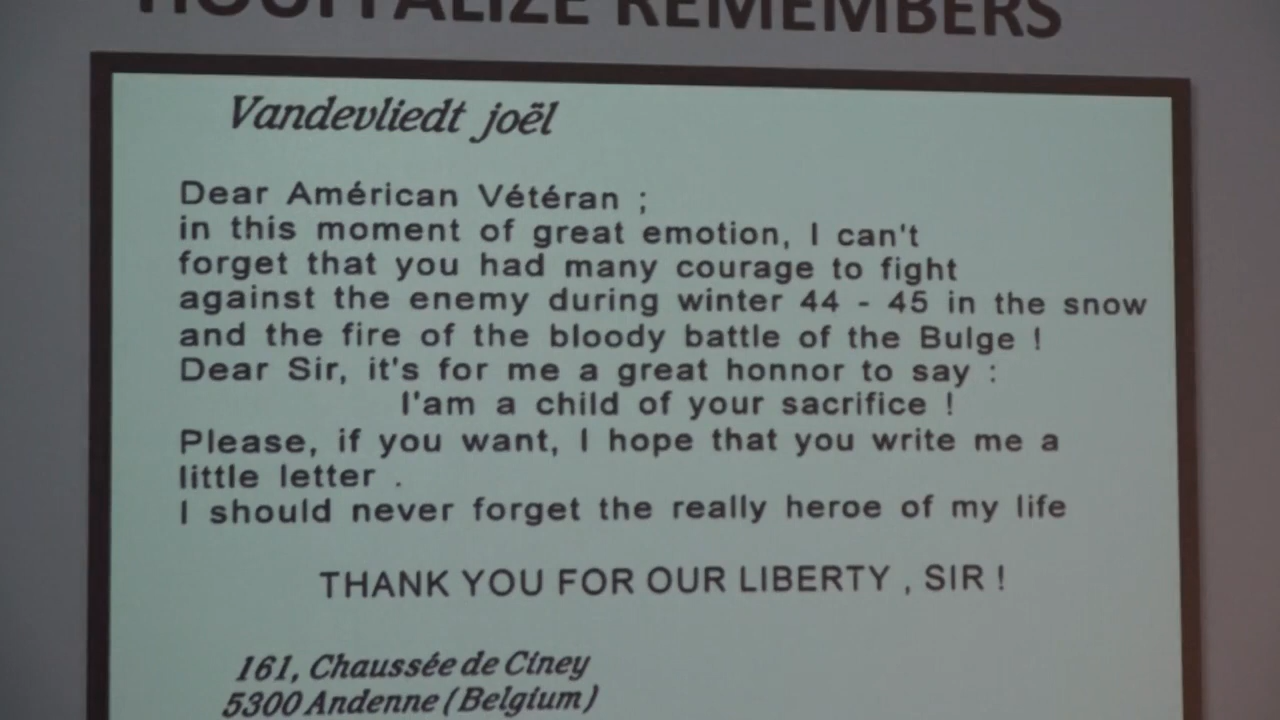 HOUFFALIZE REMEMBERS
Vandevliedt joël
Dear Américan Vétéran ;
in this moment of great emotion, I can't
forget that you had many courage to fight
against the enemy during winter 44 - 45 in the snow
and the fire of the bloody battle of the Bulge !
Dear Sir, it's for me a great honnor to say :
I'am a child of your sacrifice !
Please, if you want, I hope that you write me a
little letter .
I should never forget the really heroe of my life
THANK YOU FOR OUR LIBERTY , SIR !
161, Chaussée de Ciney
5300 Andenne ( Belgium )